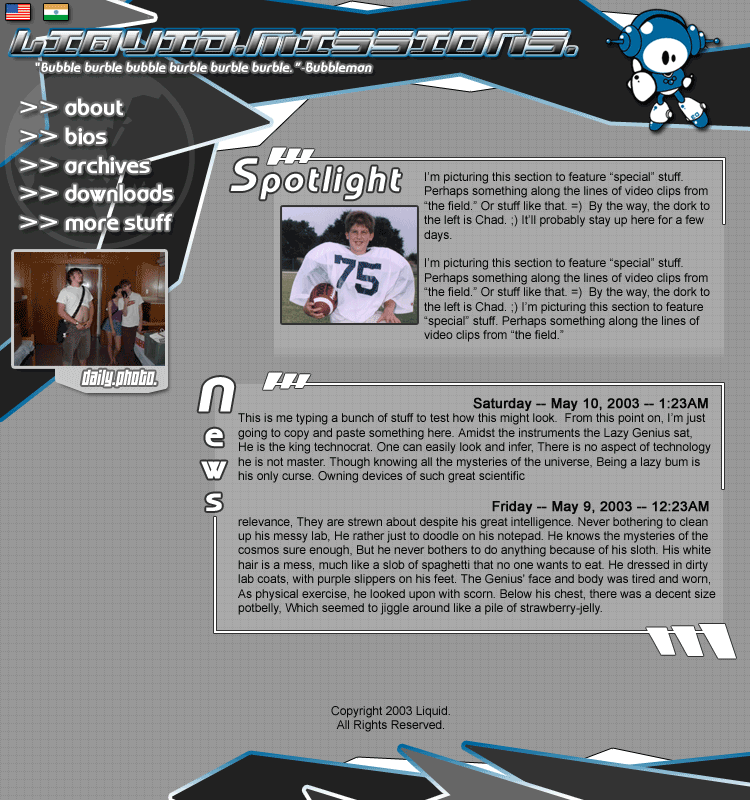 LIQUID.MISSIONS.
"Bubble burble bubble burble burble burble."-Bubbleman
>> about
>> bios
>> archives
>> downloads
>> more stuff
daily.photo.
Spotlight
I'm picturing this section to feature “special” stuff.
Perhaps something along the lines of video clips from
“the field.” Or stuff like that. =)  By the way, the dork to
the left is Chad. ;) It'll probably stay up here for a few
days.
I'm picturing this section to feature “special” stuff.
Perhaps something along the lines of video clips from
“the field.” Or stuff like that. =)  By the way, the dork to
the left is Chad. ;) I'm picturing this section to feature
“special” stuff. Perhaps something along the lines of
video clips from “the field.”
75
News
Saturday -- May 10, 2003 -- 1:23AM
This is me typing a bunch of stuff to test how this might look.  From this point on, I'm just
going to copy and paste something here. Amidst the instruments the Lazy Genius sat,
He is the king technocrat. One can easily look and infer, There is no aspect of technology
he is not master. Though knowing all the mysteries of the universe, Being a lazy bum is
his only curse. Owning devices of such great scientific
Friday -- May 9, 2003 -- 12:23AM
relevance, They are strewn about despite his great intelligence. Never bothering to clean
up his messy lab, He rather just to doodle on his notepad. He knows the mysteries of the
cosmos sure enough, But he never bothers to do anything because of his sloth. His white
hair is a mess, much like a slob of spaghetti that no one wants to eat. He dressed in dirty
lab coats, with purple slippers on his feet. The Genius' face and body was tired and worn,
As physical exercise, he looked upon with scorn. Below his chest, there was a decent size
potbelly, Which seemed to jiggle around like a pile of strawberry-jelly.
Copyright 2003 Liquid.
All Rights Reserved.